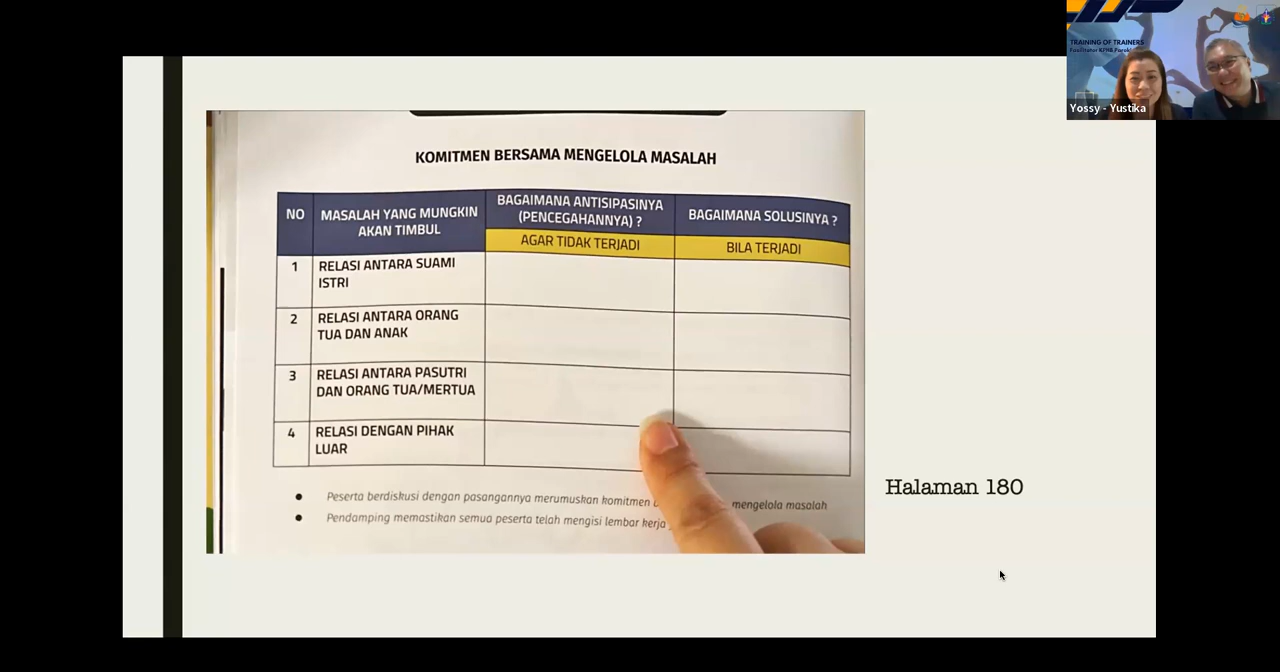 TRAINING OF TRAINERS
Yossy - Yustika
KOMITMEN BERSAMA MENGELOLA MASALAH
NO
MASALAH YANG MUNGKIN
AKAN TIMBUL
BAGAIMANA ANTISIPASINYA
(PENCEGAHANNYA) ?
BAGAIMANA SOLUSINYA ?
AGAR TIDAK TERJADI
BILA TERJADI
1
RELASI ANTARA SUAMI
ISTRI
2
RELASI ANTARA ORANG
TUA DAN ANAK
3
RELASI ANTARA PASUTRI
DAN ORANG TUA/MERTUA
4
RELASI DENGAN PIHAK
LUAR
Peserta berdiskusi dengan pasangannya merumuskan komitmen mengelola masalah
Pendamping memastikan semua peserta telah mengisi lembar kerja
Halaman 180